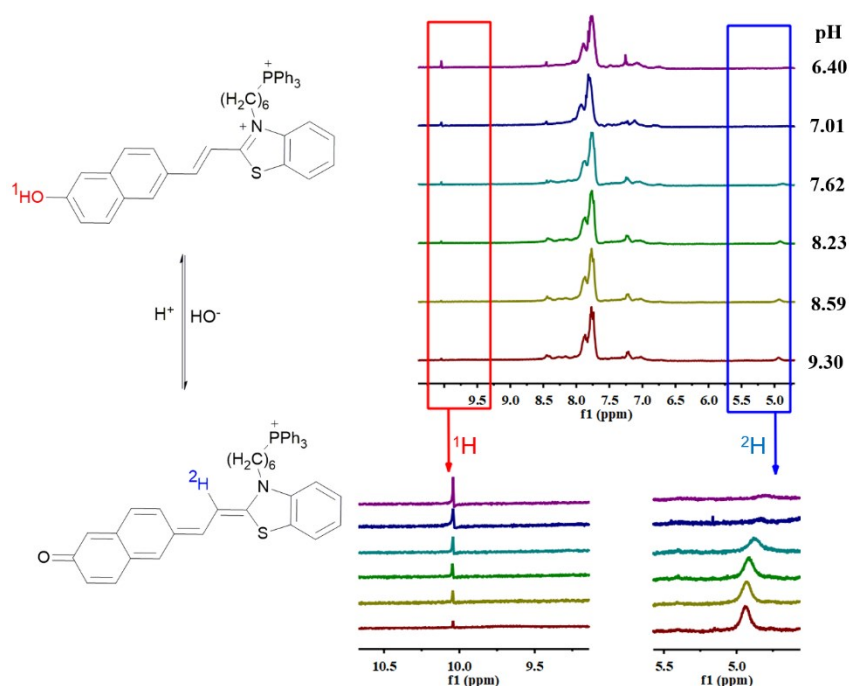 pH
6.40
7.01
7.62
8.23
8.59
9.30
9.5 9.0 8.5 8.0 7.5 7.0 6.5 6.0 5.5 5.0
f1 (ppm)
+
PPh3
(H2C)6
N
+
S
1HO
H+ HO-
+
PPh3
(H2C)6
2H
N
S
O
1H
2H
10.5 10.0 9.5
f1 (ppm)
5.5 5.0
f1 (ppm)